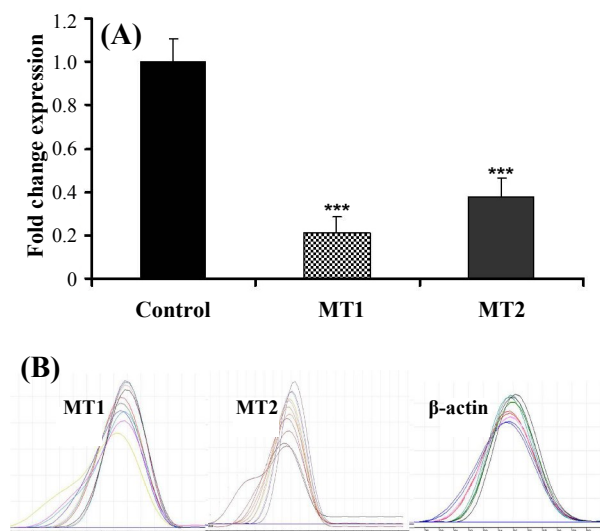 (A)
Fold change expression
1.2
1.0
0.8
0.6
0.4
0.2
0
***
***
Control MT1 MT2
(B)
MT1 MT2 β-actin